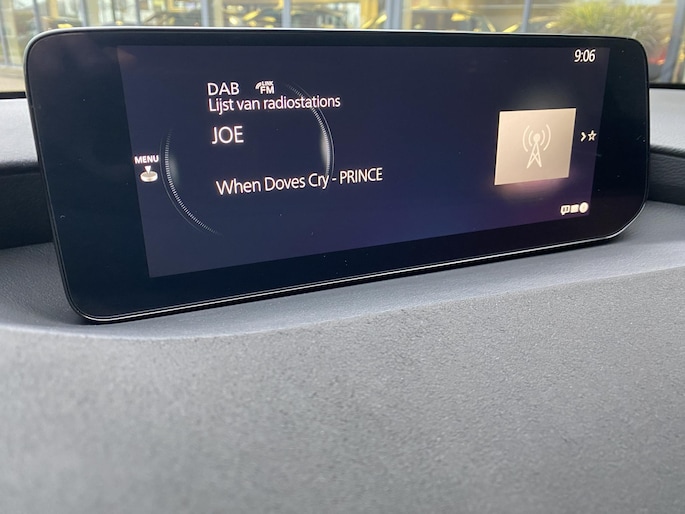 9:06
DAB LINK FM
Lijst van radiostations
JOE
MENU
When Doves Cry - PRINCE